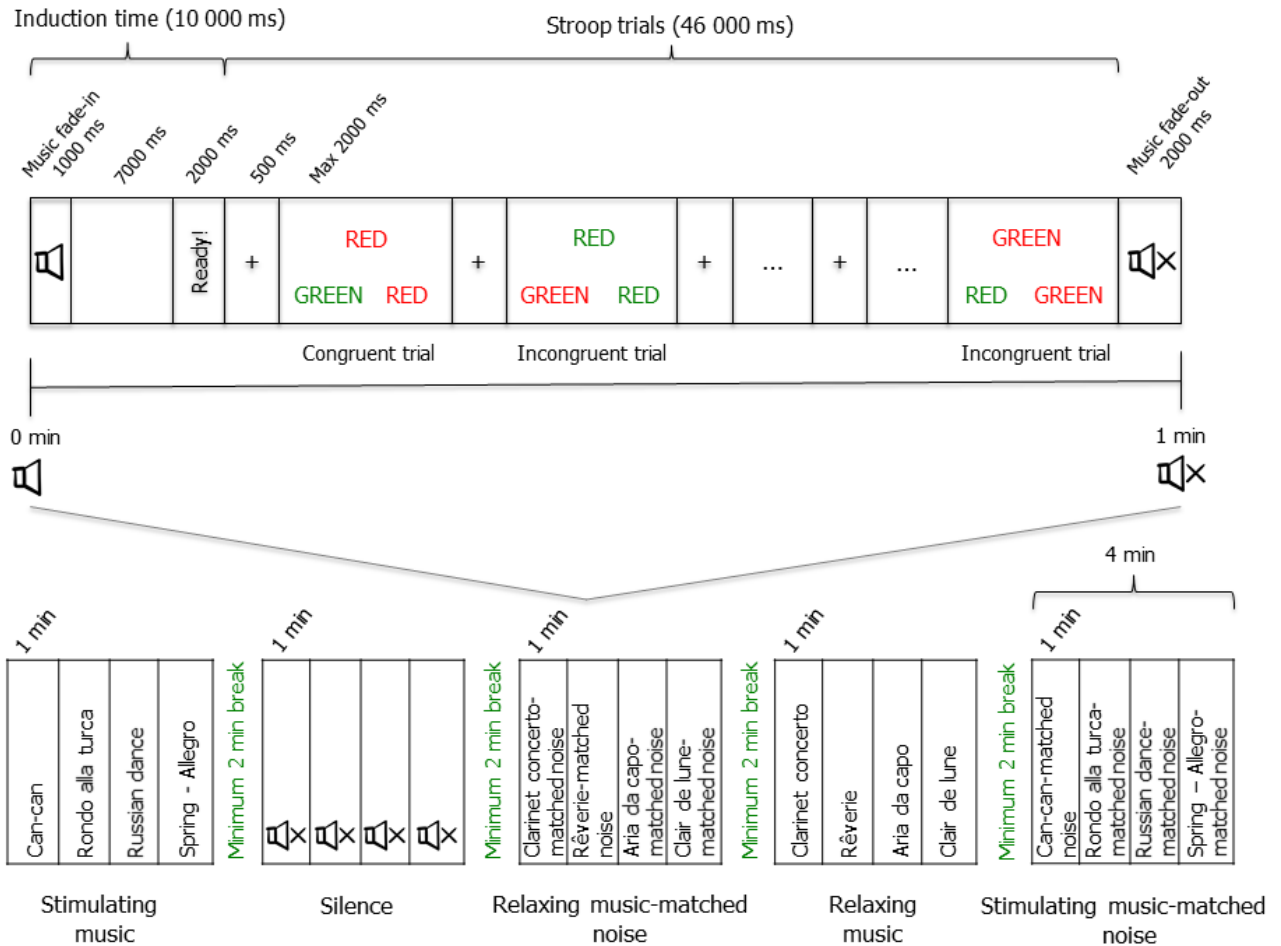 Induction time (10 000 ms)
Stroop trials (46 000 ms)
Music fade-in
1000 ms
7000 ms
2000 ms
500 ms
Max 2000 ms
Music fade-out
2000 ms
Ready!
+
RED
GREEN RED
+
RED
GREEN RED
+
...
+
...
GREEN
RED GREEN
Congruent trial
Incongruent trial
Incongruent trial
0 min
1 min
4 min
1 min
Can-can
Rondo alla turca
Russian dance
Spring - Allegro
Minimum 2 min break
1 min
Minimum 2 min break
1 min
Clarinet concerto-
matched noise
Rêverie-matched
noise
Aria da capo-
matched noise
Clair de lune-
matched noise
Minimum 2 min break
1 min
Clarinet concerto
Rêverie
Aria da capo
Clair de lune
Minimum 2 min break
1 min
Can-can-matched
noise
Rondo alla turca-
matched noise
Russian dance-
matched noise
Spring – Allegro-
matched noise
Stimulating
music
Silence
Relaxing music-matched
noise
Relaxing
music
Stimulating music-matched
noise